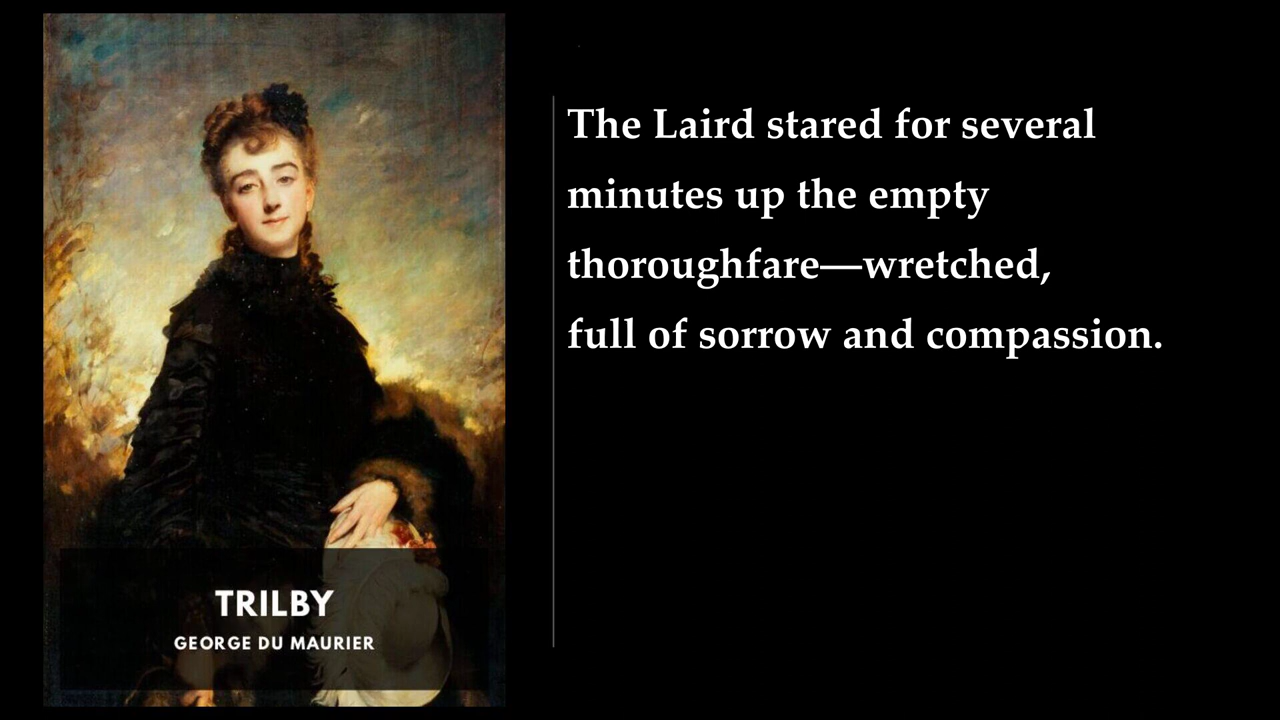 The Laird stared for several
minutes up the empty
thoroughfare—wretched,
full of sorrow and compassion.
TRILBY
GEORGE DU MAURIER